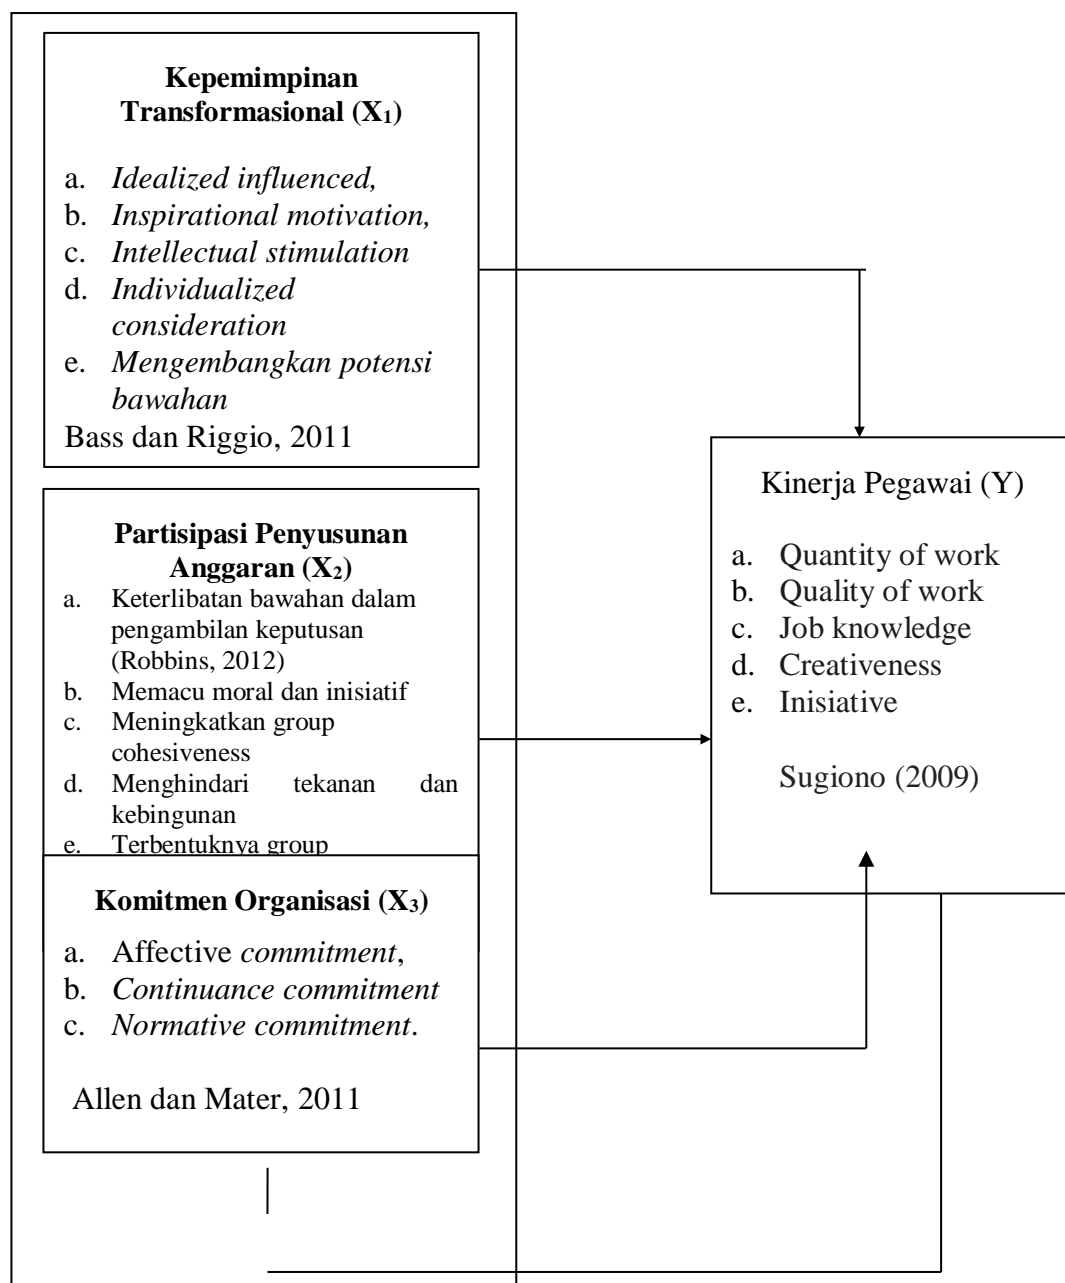 Kepemimpinan
Transformasional (X1)
a. Idealized influenced,
b. Inspirational motivation,
c. Intellectual stimulation
d. Individualized
consideration
e. Mengembangkan potensi
bawahan
Bass dan Riggio, 2011
Partisipasi Penyusunan
Anggaran (X2)
a. Keterlibatan bawahan dalam
pengambilan keputusan
(Robbins, 2012)
b. Memacu moral dan inisiatif
c. Meningkatkan group
cohesiveness
d. Menghindari tekanan dan
kebingunan
e. Terbentuknya group
Komitmen Organisasi (X3)
a. Affective commitment,
b. Continuance commitment
c. Normative commitment.
Allen dan Mater, 2011
Kinerja Pegawai (Y)
a. Quantity of work
b. Quality of work
c. Job knowledge
d. Creativeness
e. Inisiative
Sugiono (2009)